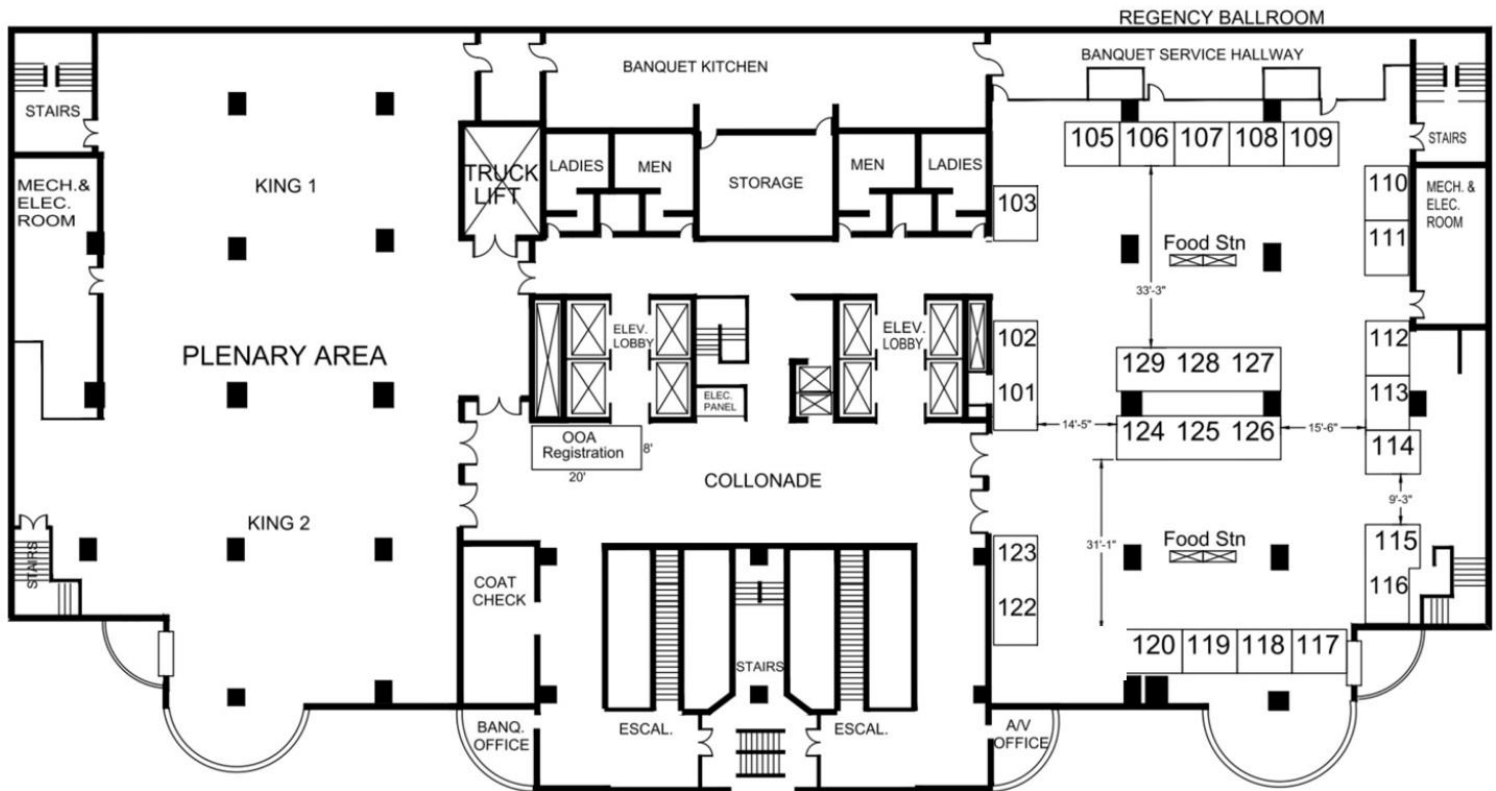 REGENCY BALLROOM
BANQUET KITCHEN
BANQUET SERVICE HALLWAY
STAIRS
KING 1
MECH.&
ELEC.
ROOM
TRUCK
LIFT
LADIES
MEN
STORAGE
MEN
LADIES
105 106 107 108 109
STAIRS
103
110
111
MECH. &
ELEC.
ROOM
Food Stn
33'-3"
PLENARY AREA
ELEV.
LOBBY
ELEC.
PANEL
ELEV.
LOBBY
102
101
129 128 127
112
113
14'-5"
124 125 126
15'-6"
114
OOA
Registration
8'
20'
COLLONADE
9'-3"
KING 2
STAIRS
COAT
CHECK
STAIRS
123
122
31'-1"
Food Stn
115
116
120 119 118 117
BANQ.
OFFICE
ESCAL.
ESCAL.
A/V
OFFICE